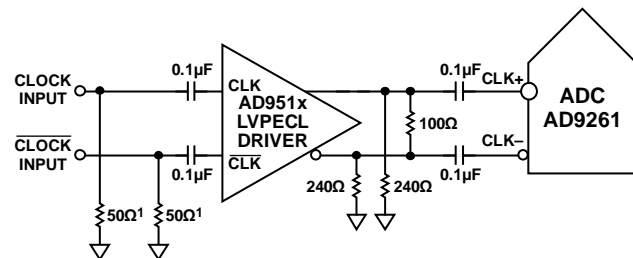 CLOCK
INPUT
0.1µF
CLK
AD951x
LVPECL
DRIVER
0.1µF
CLK+
ADC
AD9261
100Ω
CLOCK
INPUT
0.1µF
CLK
CLK–
0.1µF
240Ω
240Ω
50Ω¹
50Ω¹